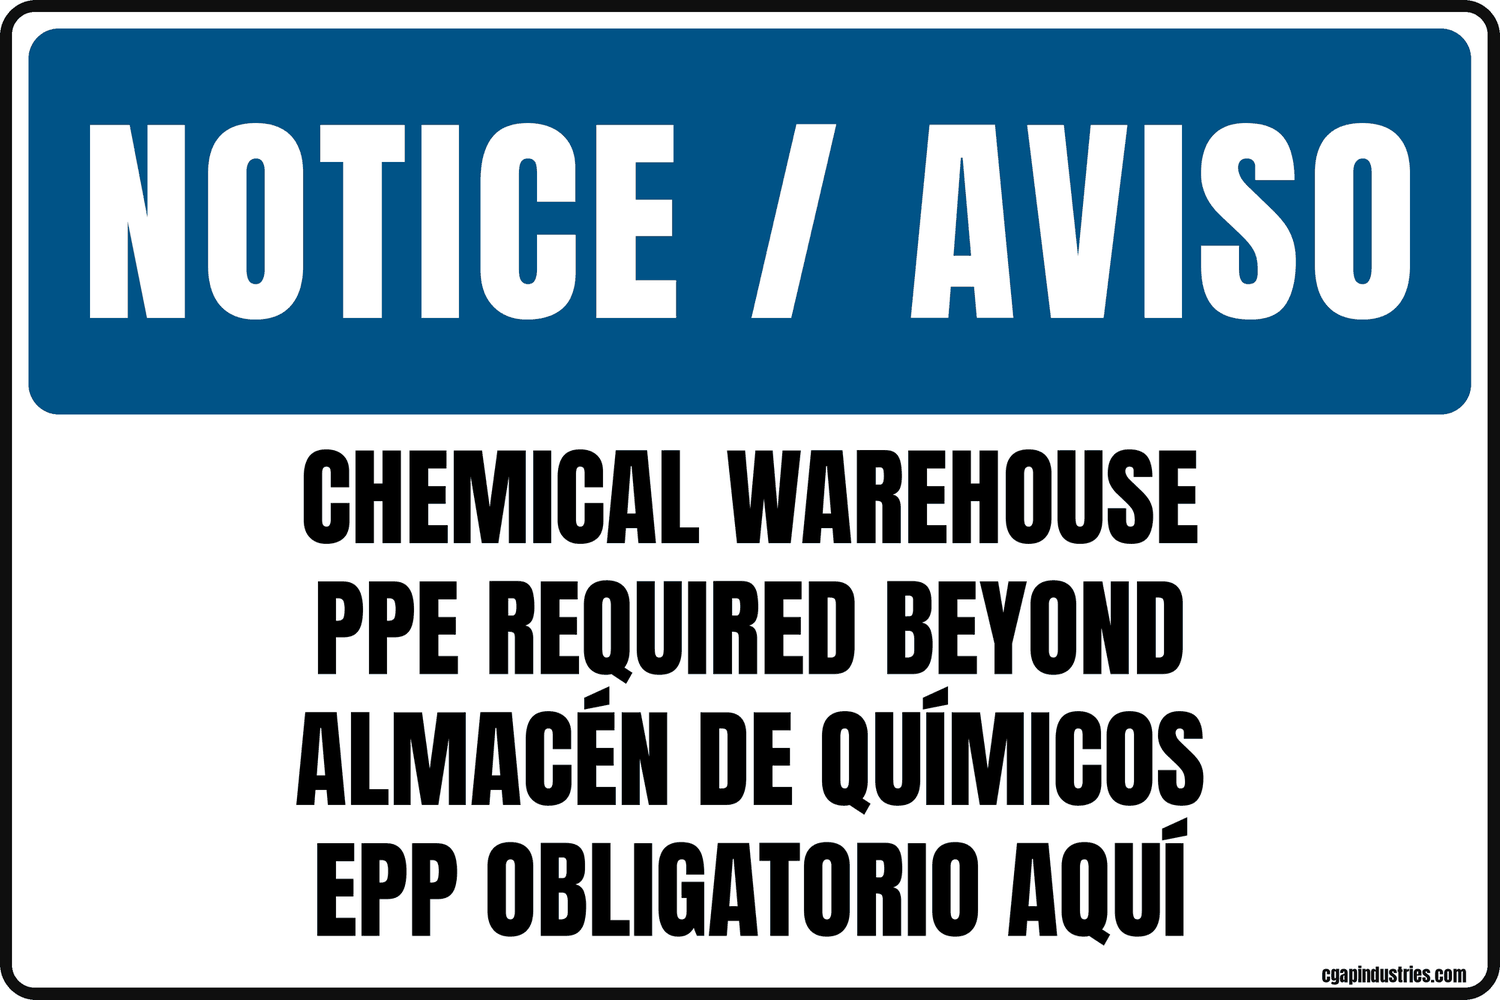 NOTICE / AVISO
CHEMICAL WAREHOUSE
PPE REQUIRED BEYOND
ALMACÉN DE QUÍMICOS
EPP OBLIGATORIO AQUÍ
cgapindustries.com